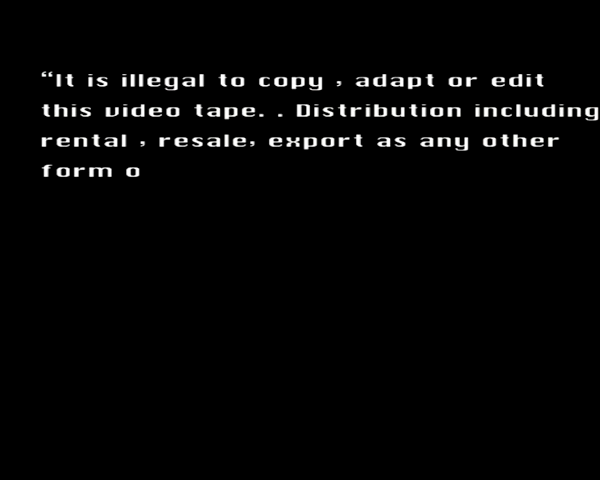 “It is illegal to copy , adapt or edit
this video tape. . Distribution including
rental , resale, export as any other
form o